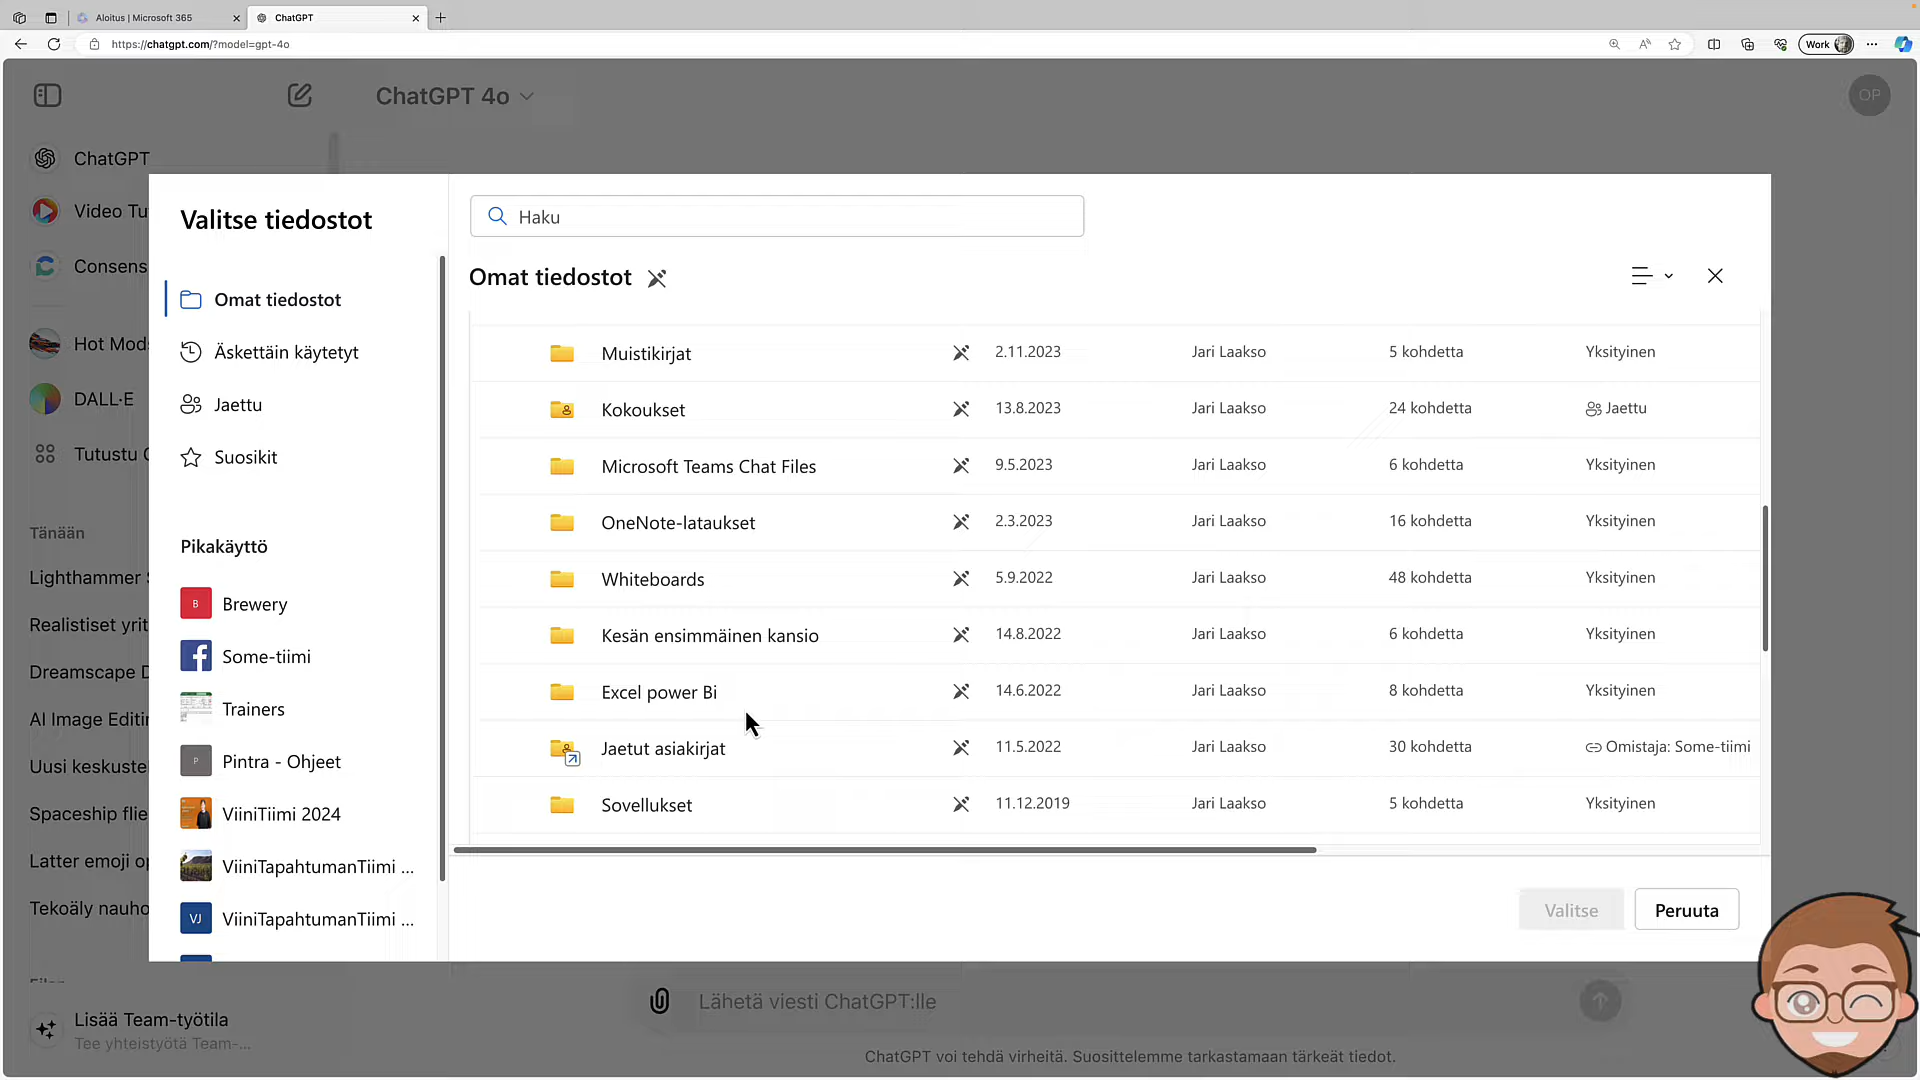 Aloitus | Microsoft 365
ChatGPT
https://chatgpt.com/?model=gpt-4o
Work
ChatGPT 4o
OP
ChatGPT
Video Tu
Consens
Hot Mods
DALL·E
Tutustu
Tänään
Lighthammer
Realistiset yrit
Dreamscape
AI Image Editin
Uusi keskustel
Spaceship flie
Latter emoji op
Tekoäly nauho
Lisää Team-työtila
Tee yhteistyötä Team-...
Valitse tiedostot
Omat tiedostot
Äskettäin käytetyt
Jaettu
Suosikit
Pikakäyttö
B Brewery
Some-tiimi
Trainers
P Pintra - Ohjeet
ViiniTiimi 2024
ViiniTapahtumanTiimi ...
VJ ViiniTapahtumanTiimi ...
Haku
Omat tiedostot
Muistikirjat 2.11.2023 Jari Laakso 5 kohdetta Yksityinen
Kokoukset 13.8.2023 Jari Laakso 24 kohdetta Jaettu
Microsoft Teams Chat Files 9.5.2023 Jari Laakso 6 kohdetta Yksityinen
OneNote-lataukset 2.3.2023 Jari Laakso 16 kohdetta Yksityinen
Whiteboards 5.9.2022 Jari Laakso 48 kohdetta Yksityinen
Kesän ensimmäinen kansio 14.8.2022 Jari Laakso 6 kohdetta Yksityinen
Excel power Bi 14.6.2022 Jari Laakso 8 kohdetta Yksityinen
Jaetut asiakirjat 11.5.2022 Jari Laakso 30 kohdetta Omistaja: Some-tiimi
Sovellukset 11.12.2019 Jari Laakso 5 kohdetta Yksityinen
Valitse
Peruuta
Lähetä viesti ChatGPT:lle
ChatGPT voi tehdä virheitä. Suosittelemme tarkastamaan tärkeät tiedot.